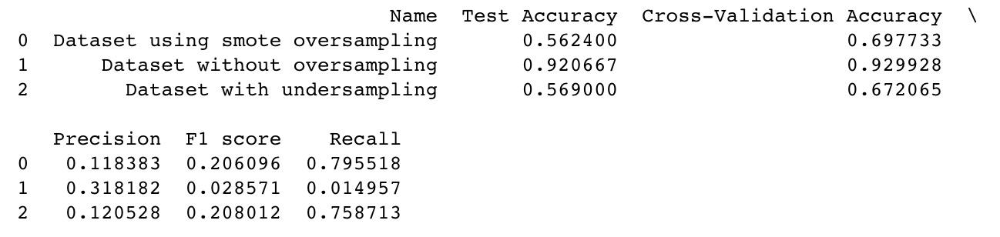 Name Test Accuracy Cross-Validation Accuracy \
0 Dataset using smote oversampling 0.562400 0.697733
1 Dataset without oversampling 0.920667 0.929928
2 Dataset with undersampling 0.569000 0.672065
Precision F1 score Recall
0 0.118383 0.206096 0.795518
1 0.318182 0.028571 0.014957
2 0.120528 0.208012 0.758713